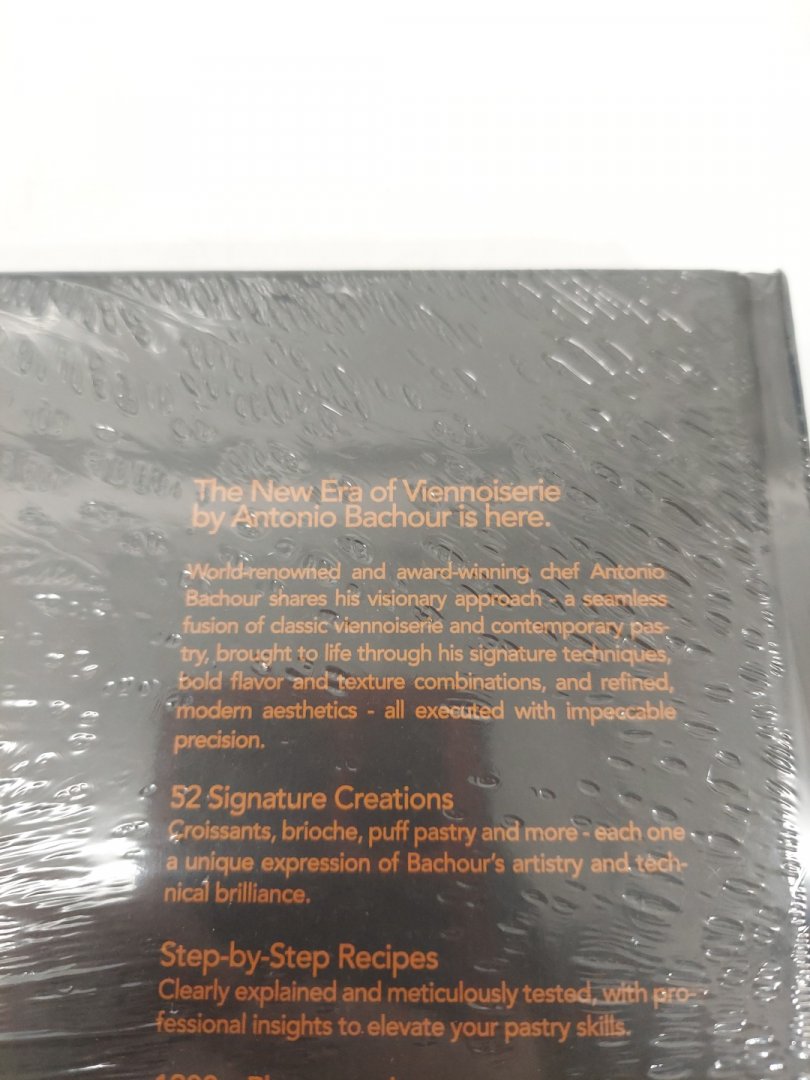 The New Era of Viennoiserie
by Antonio Bachour is here.
World-renowned and award-winning chef Antonio
Bachour shares his visionary approach - a seamless
fusion of classic viennoiserie and contemporary pas-
try, brought to life through his signature techniques,
bold flavor and texture combinations, and refined,
modern aesthetics - all executed with impeccable
precision.
52 Signature Creations
Croissants, brioche, puff pastry and more - each one
a unique expression of Bachour's artistry and tech-
nical brilliance.
Step-by-Step Recipes
Clearly explained and meticulously tested, with pro-
fessional insights to elevate your pastry skills.